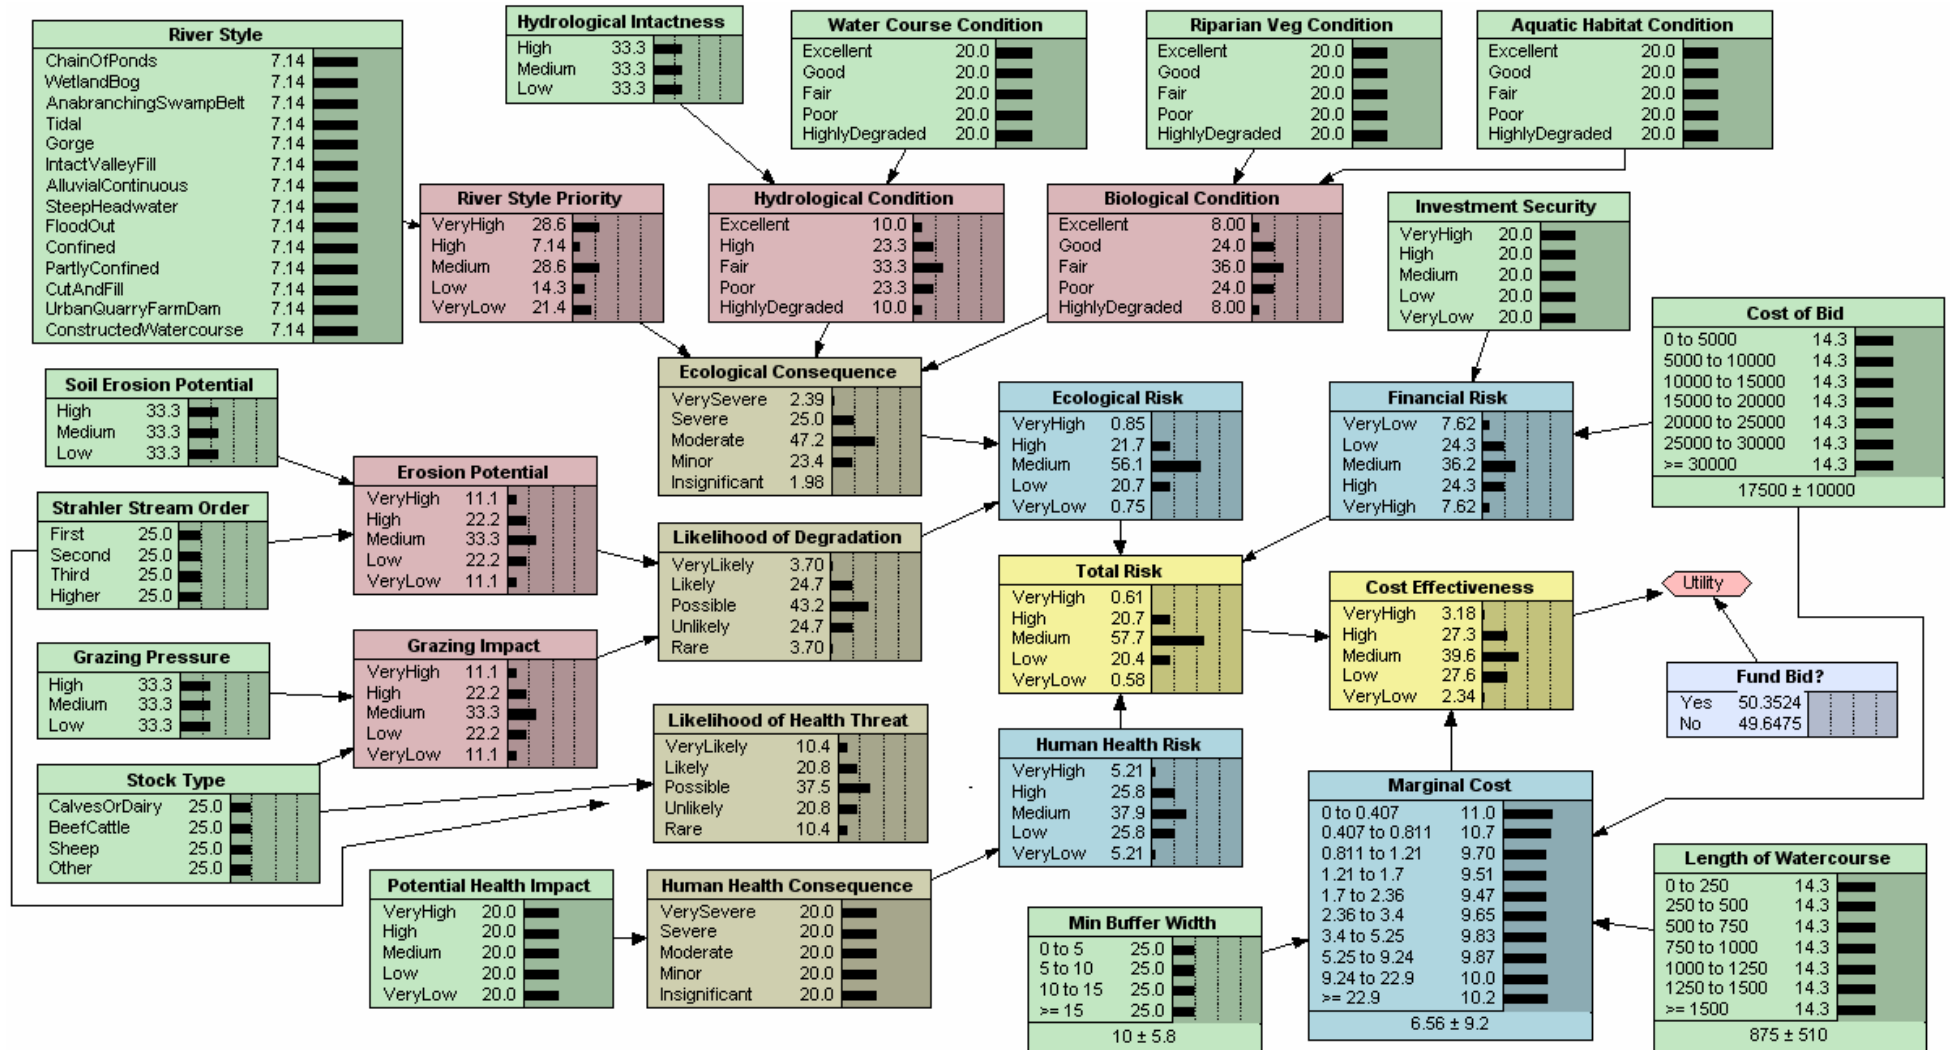 River Style
ChainOfPonds 7.14
WetlandBog 7.14
AnabranchingSwampBelt 7.14
Tidal 7.14
Gorge 7.14
IntactValleyFill 7.14
AlluvialContinuous 7.14
SteepHeadwater 7.14
FloodOut 7.14
Confined 7.14
PartlyConfined 7.14
CutAndFill 7.14
UrbanQuarryFarmDam 7.14
ConstructedWatercourse 7.14
Hydrological Intactness
High 33.3
Medium 33.3
Low 33.3
Water Course Condition
Excellent 20.0
Good 20.0
Fair 20.0
Poor 20.0
HighlyDegraded 20.0
Riparian Veg Condition
Excellent 20.0
Good 20.0
Fair 20.0
Poor 20.0
HighlyDegraded 20.0
Aquatic Habitat Condition
Excellent 20.0
Good 20.0
Fair 20.0
Poor 20.0
HighlyDegraded 20.0
River Style Priority
VeryHigh 28.6
High 7.14
Medium 28.6
Low 14.3
VeryLow 21.4
Hydrological Condition
Excellent 10.0
High 23.3
Fair 33.3
Poor 23.3
HighlyDegraded 10.0
Biological Condition
Excellent 8.00
Good 24.0
Fair 36.0
Poor 24.0
HighlyDegraded 8.00
Investment Security
VeryHigh 20.0
High 20.0
Medium 20.0
Low 20.0
VeryLow 20.0
Cost of Bid
0 to 5000 14.3
5000 to 10000 14.3
10000 to 15000 14.3
15000 to 20000 14.3
20000 to 25000 14.3
25000 to 30000 14.3
>= 30000 14.3
17500 ± 10000
Soil Erosion Potential
High 33.3
Medium 33.3
Low 33.3
Ecological Consequence
VerySevere 2.39
Severe 25.0
Moderate 47.2
Minor 23.4
Insignificant 1.98
Ecological Risk
VeryHigh 0.85
High 21.7
Medium 56.1
Low 20.7
VeryLow 0.75
Financial Risk
VeryLow 7.62
Low 24.3
Medium 36.2
High 24.3
VeryHigh 7.62
Strahler Stream Order
First 25.0
Second 25.0
Third 25.0
Higher 25.0
Erosion Potential
VeryHigh 11.1
High 22.2
Medium 33.3
Low 22.2
VeryLow 11.1
Likelihood of Degradation
VeryLikely 3.70
Likely 24.7
Possible 43.2
Unlikely 24.7
Rare 3.70
Total Risk
VeryHigh 0.61
High 20.7
Medium 57.7
Low 20.4
VeryLow 0.58
Cost Effectiveness
VeryHigh 3.18
High 27.3
Medium 39.6
Low 27.6
VeryLow 2.34
Utility
Fund Bid?
Yes 50.3524
No 49.6475
Grazing Pressure
High 33.3
Medium 33.3
Low 33.3
Grazing Impact
VeryHigh 11.1
High 22.2
Medium 33.3
Low 22.2
VeryLow 11.1
Likelihood of Health Threat
VeryLikely 10.4
Likely 20.8
Possible 37.5
Unlikely 20.8
Rare 10.4
Human Health Risk
VeryHigh 5.21
High 25.8
Medium 37.9
Low 25.8
VeryLow 5.21
Stock Type
CalvesOrDairy 25.0
BeefCattle 25.0
Sheep 25.0
Other 25.0
Potential Health Impact
VeryHigh 20.0
High 20.0
Medium 20.0
Low 20.0
VeryLow 20.0
Human Health Consequence
VerySevere 20.0
Severe 20.0
Moderate 20.0
Minor 20.0
Insignificant 20.0
Min Buffer Width
0 to 5 25.0
5 to 10 25.0
10 to 15 25.0
>= 15 25.0
10 ± 5.8
Marginal Cost
0 to 0.407 11.0
0.407 to 0.811 10.7
0.811 to 1.21 9.70
1.21 to 1.7 9.51
1.7 to 2.36 9.47
2.36 to 3.4 9.65
3.4 to 5.25 9.83
5.25 to 9.24 9.87
9.24 to 22.9 10.0
>= 22.9 10.2
6.56 ± 9.2
Length of Watercourse
0 to 250 14.3
250 to 500 14.3
500 to 750 14.3
750 to 1000 14.3
1000 to 1250 14.3
1250 to 1500 14.3
>= 1500 14.3
875 ± 510